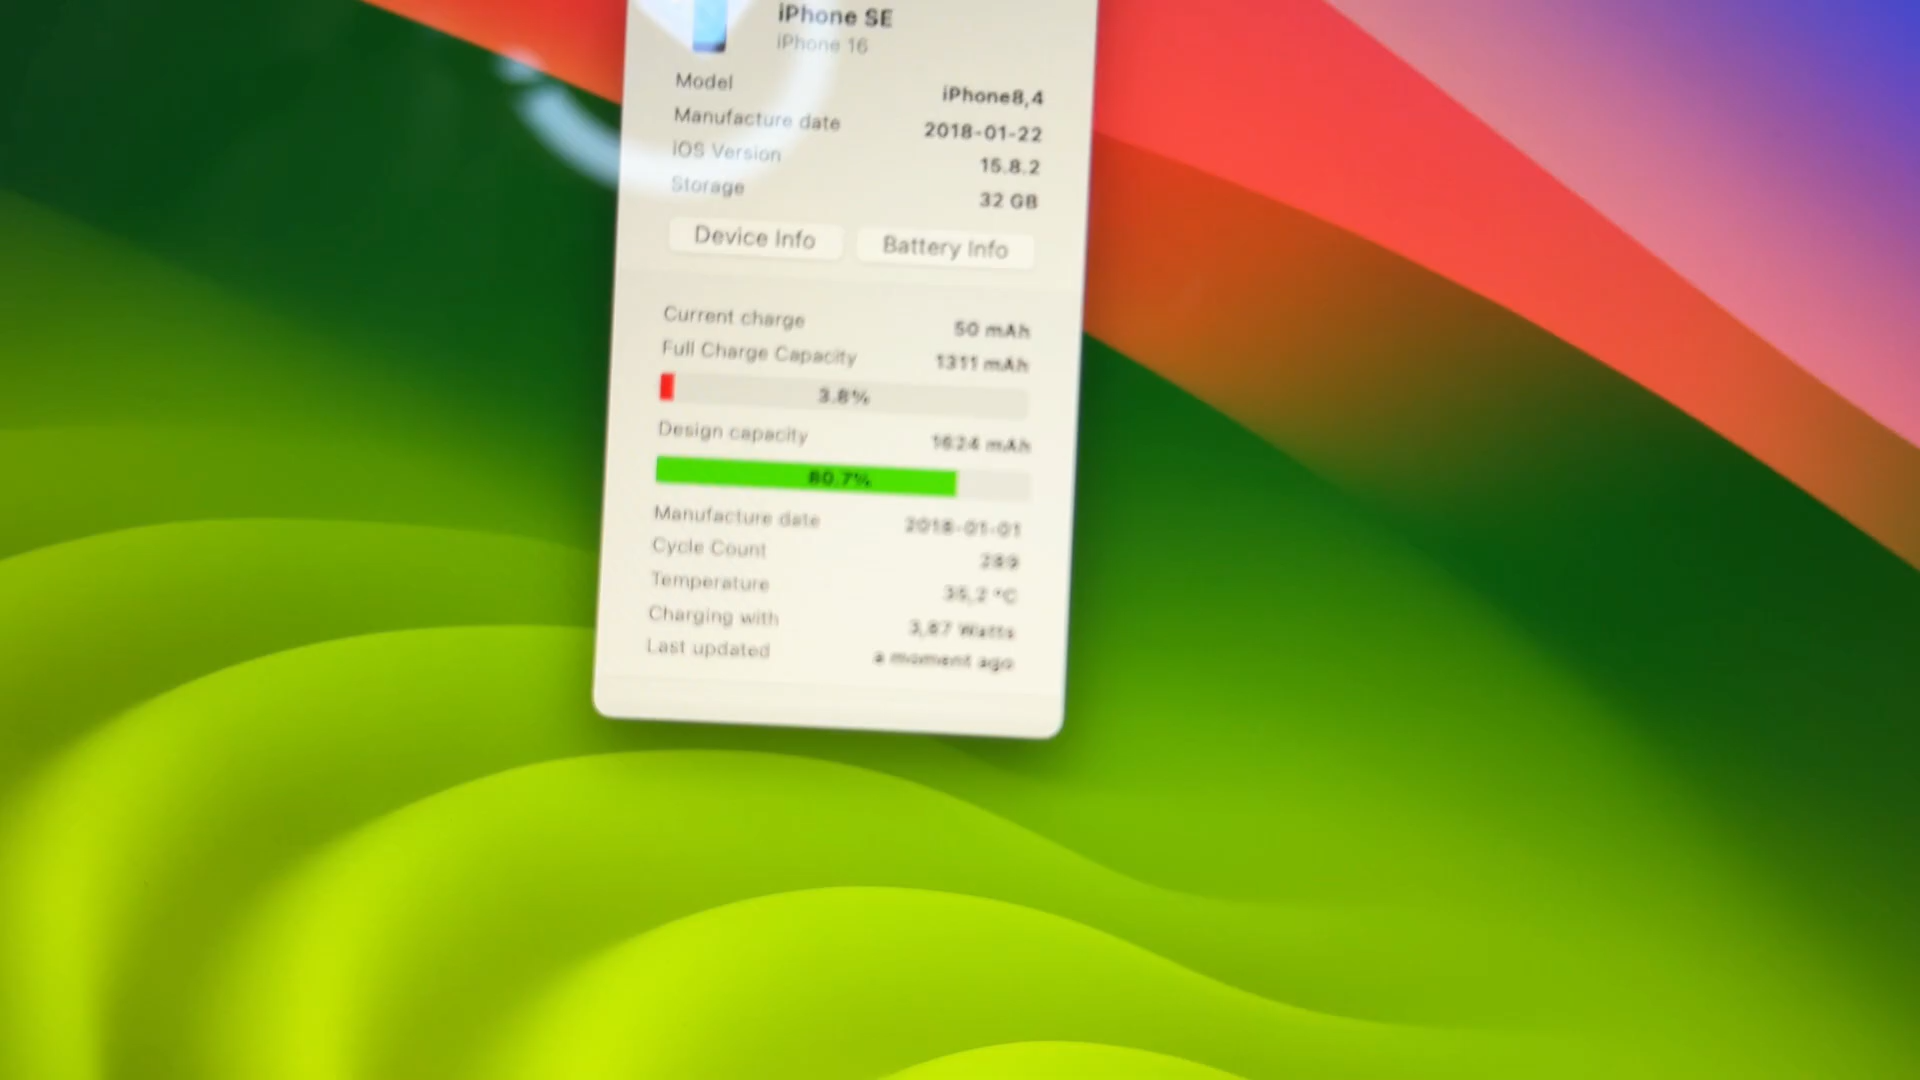 iPhone SE
iPhone 16
Model iPhone8,4
Manufacture date 2018-01-22
iOS Version 15.8.2
Storage 32 GB
Device Info Battery Info
Current charge 50 mAh
Full Charge Capacity 1311 mAh
3.8%
Design capacity 1624 mAh
80.7%
Manufacture date 2018-01-01
Cycle Count
Temperature 35,2 °C
Charging with 3,87 Watts
Last updated a moment ago